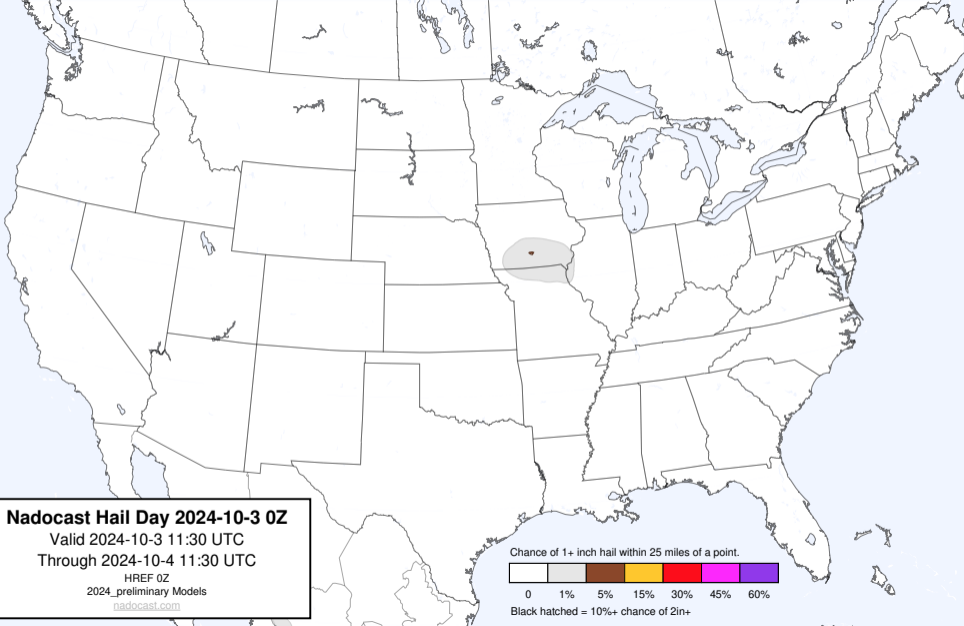 Nadocast Hail Day 2024-10-3 0Z
Valid 2024-10-3 11:30 UTC
Through 2024-10-4 11:30 UTC
HREF 0Z
2024_preliminary Models
nadocast.com
Chance of 1+ inch hail within 25 miles of a point.
0 1% 5% 15% 30% 45% 60%
Black hatched = 10%+ chance of 2in+